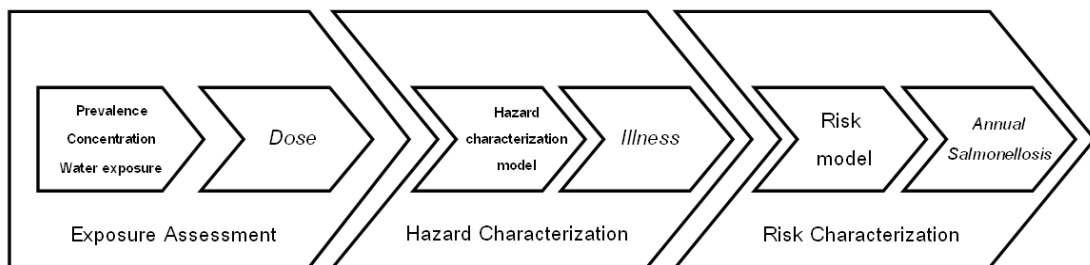 Prevalence
Concentration
Water exposure
Dose
Exposure Assessment
Hazard
characterization
model
Illness
Hazard Characterization
Risk
model
Annual
Salmonellosis
Risk Characterization